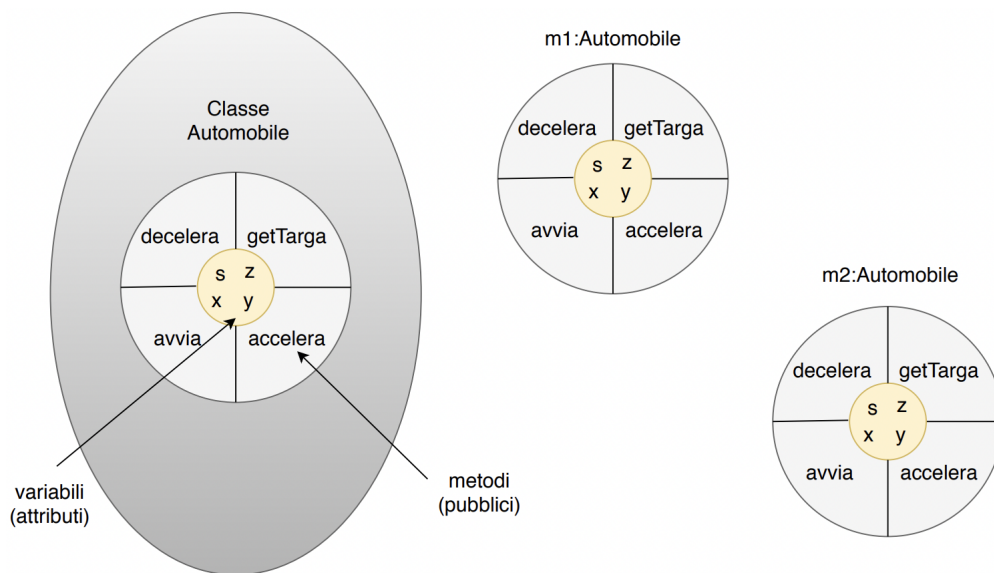 Classe
Automobile
decelera
getTarga
s z
x y
avvia
accelera
variabili
(attributi)
metodi
(pubblici)
m1:Automobile
decelera
getTarga
s z
x y
avvia
accelera
m2:Automobile
decelera
getTarga
s z
x y
avvia
accelera